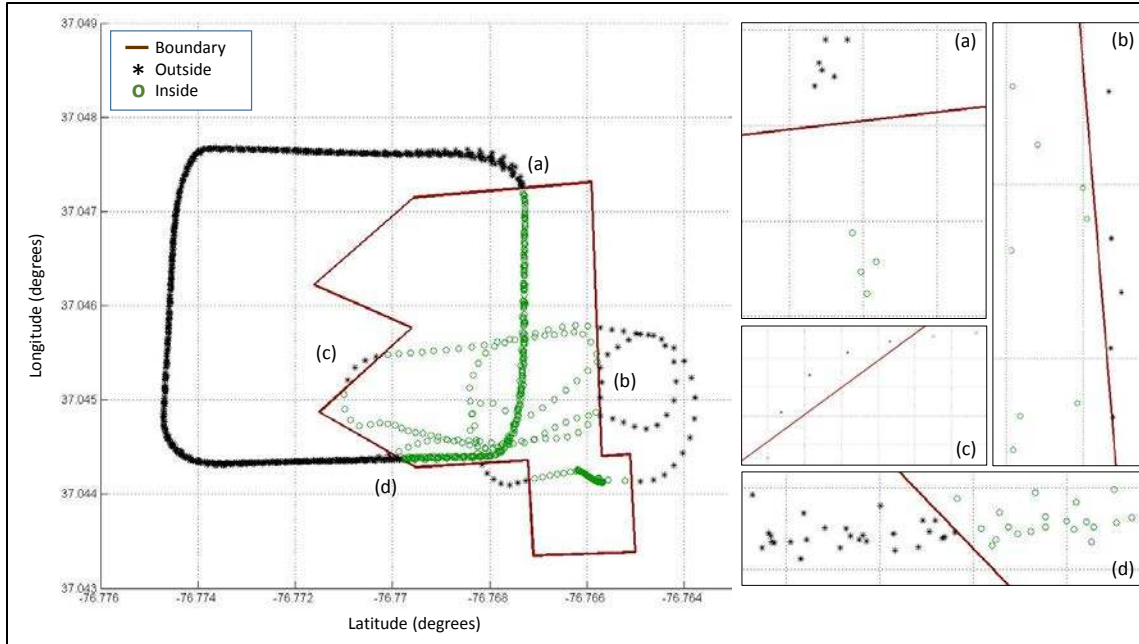 37.049
37.048
37.047
37.046
37.045
37.044
37.043
Longitude (degrees)
Boundary
Outside
Inside
(a)
(c)
(b)
(d)
-76.776
-76.774
-76.772
-76.77
-76.768
-76.766
-76.764
Latitude (degrees)
(a)
(b)
(c)
(d)